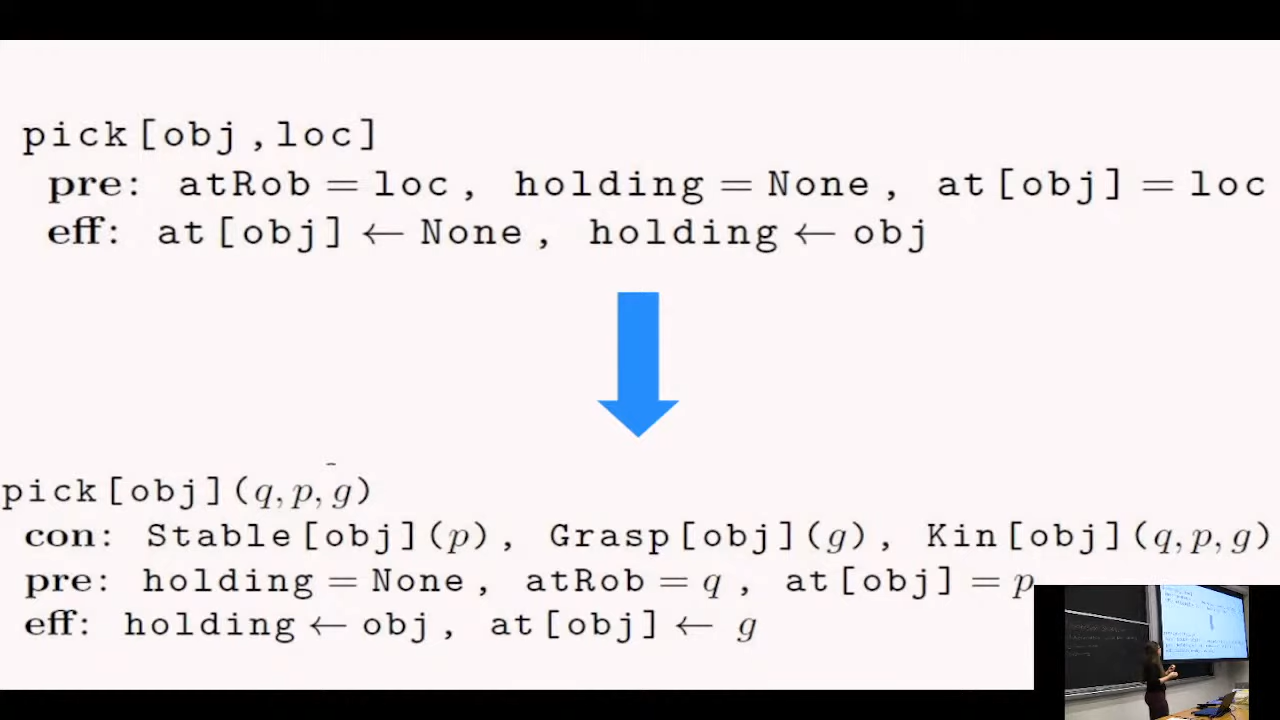 pick[obj,loc]
pre: atRob = loc, holding = None, at[obj] = loc
eff: at[obj] ← None, holding ← obj
pick[obj](q, p, g)
con: Stable[obj](p), Grasp[obj](g), Kin[obj](q, p, g)
pre: holding = None, atRob = q, at[obj] = p
eff: holding ← obj, at[obj] ← g